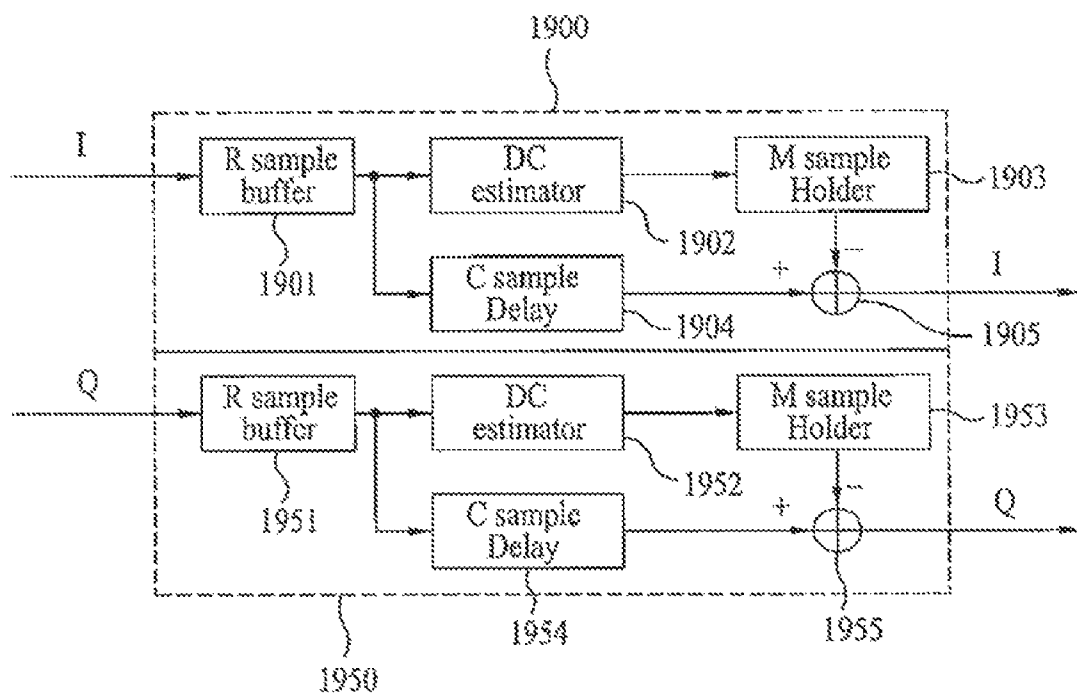 1900
I
R sample
buffer
DC
estimator
M sample
Holder
1903
1901
1902
−
C sample
Delay
+
I
1904
1905
Q
R sample
buffer
DC
estimator
M sample
Holder
1953
1951
1952
−
C sample
Delay
+
Q
1954
1955
1950